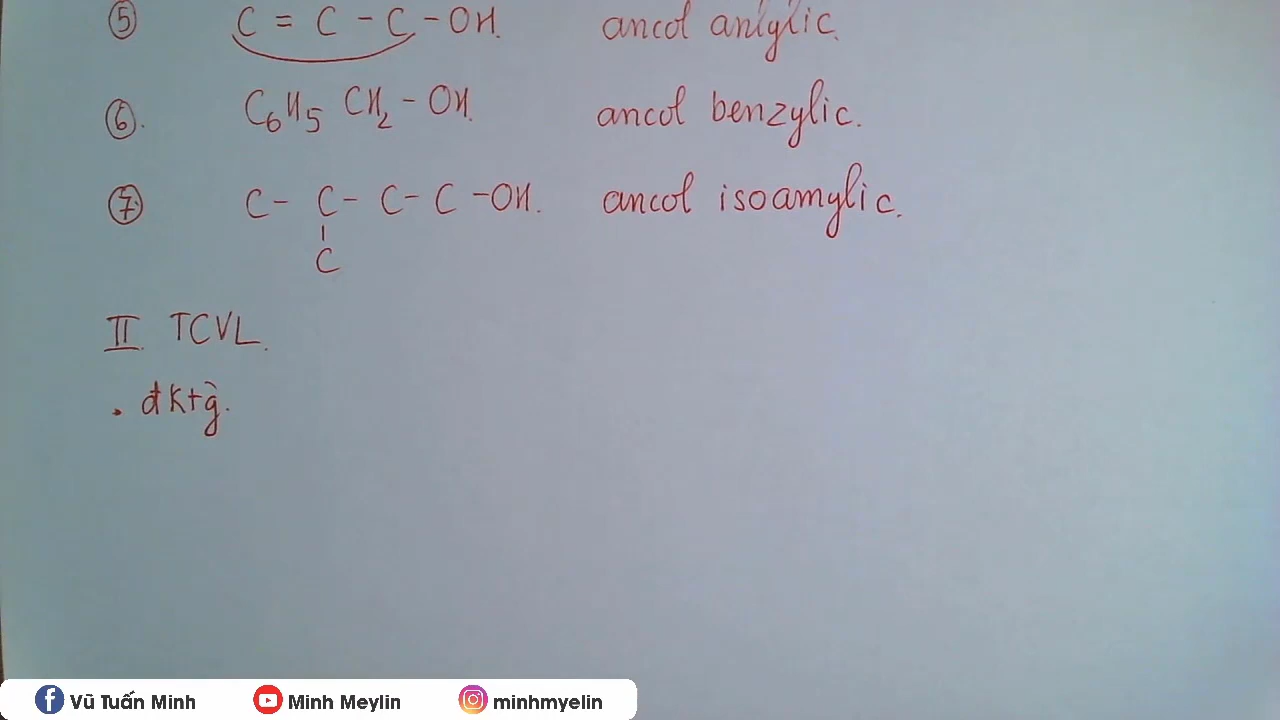 ⑤ C = C - C - OH. ancol anlylic.
⑥. C₆H₅ CH₂ - OH. ancol benzylic.
⑦ C - C - C - C - OH. ancol isoamylic.
C
II. TCVL.
• đk+g̀.
Vũ Tuấn Minh Minh Meylin minhmyelin